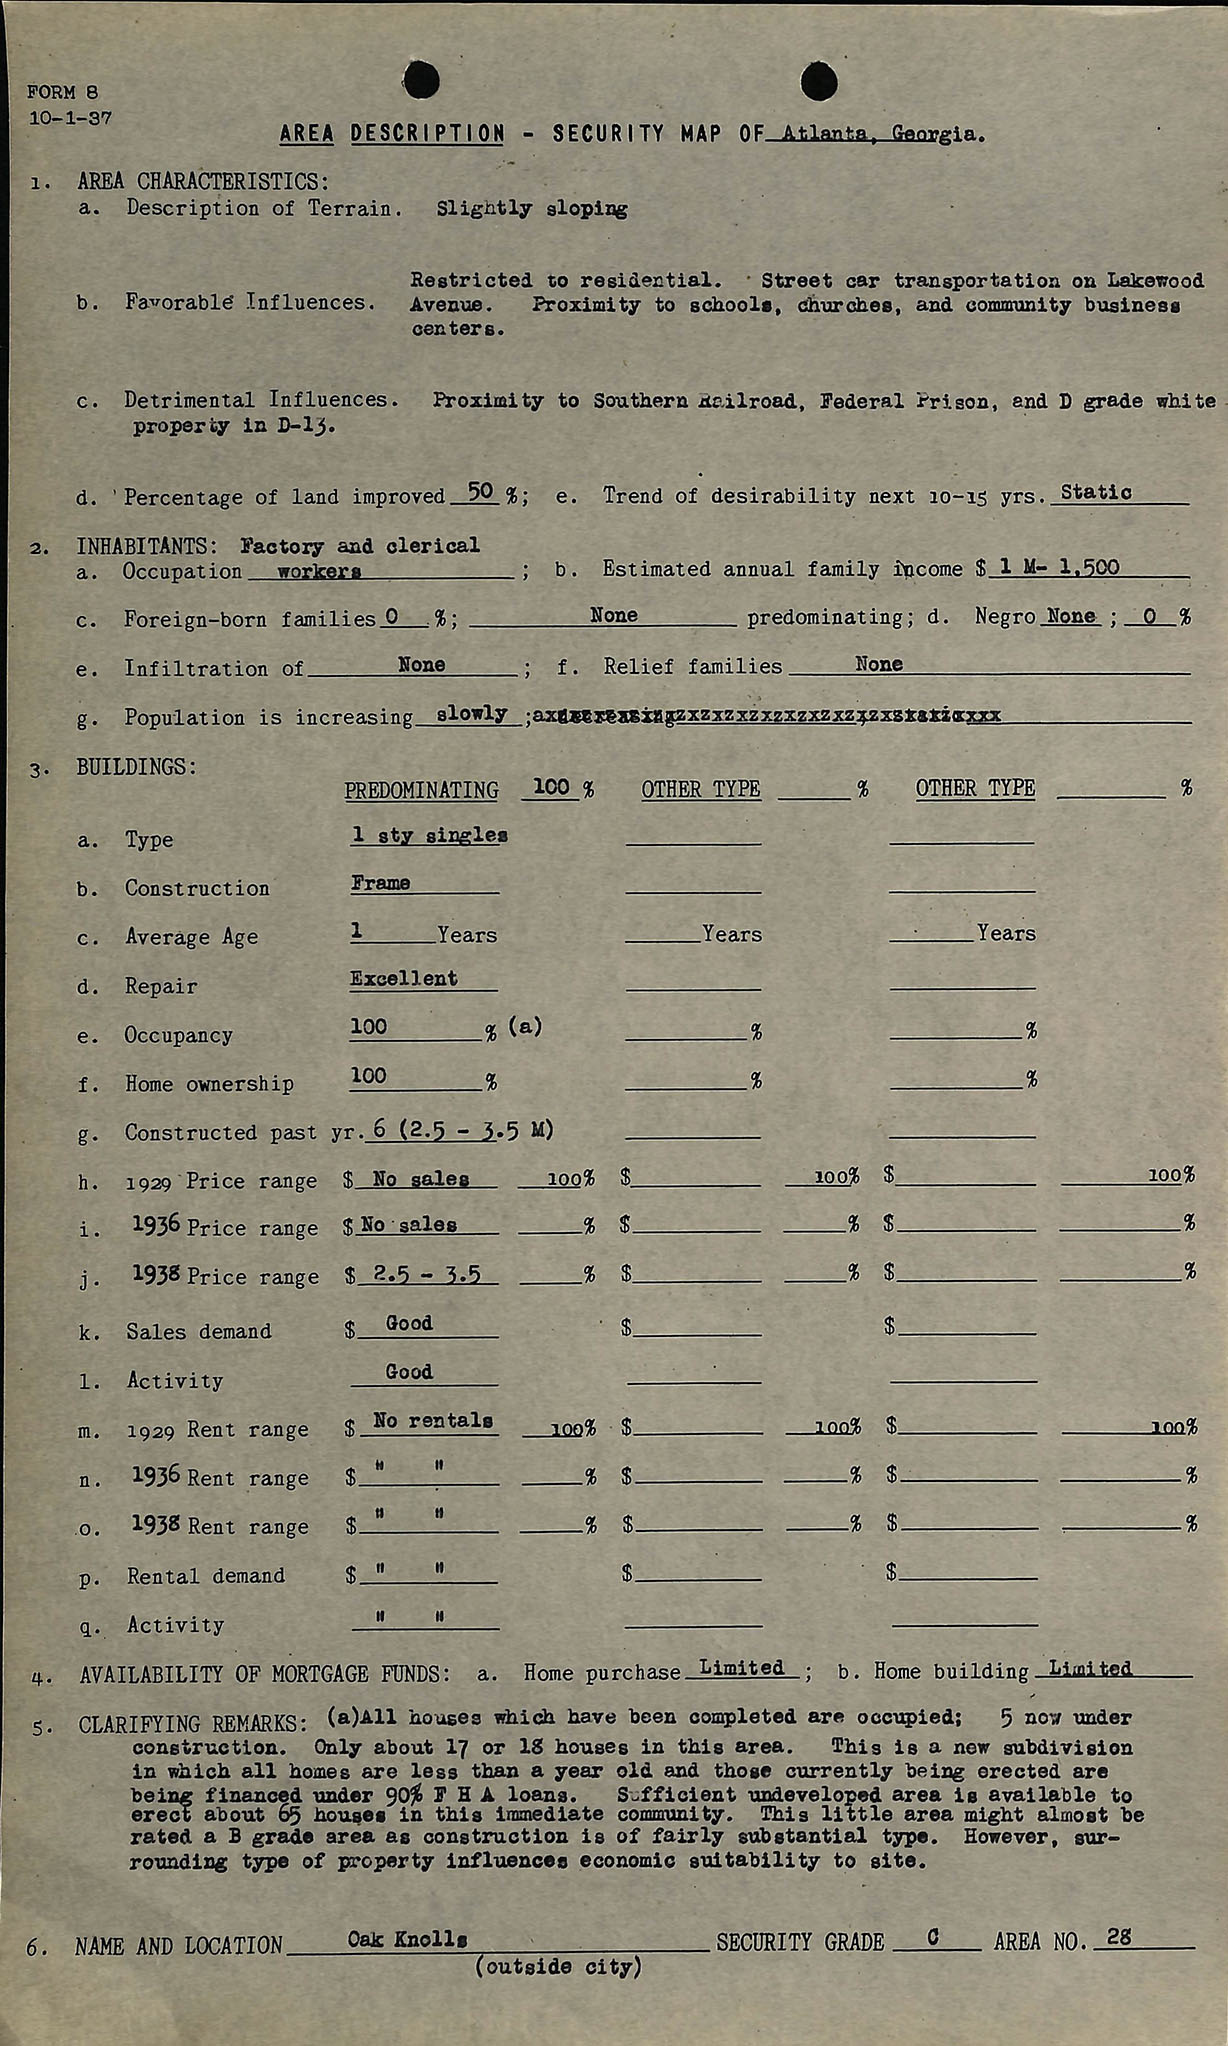 FORM 8
10-1-37
AREA DESCRIPTION - SECURITY MAP OF Atlanta, Georgia.
1. AREA CHARACTERISTICS:
a. Description of Terrain. Slightly sloping
Restricted to residential. Street car transportation on Lakewood
b. Favorable Influences. Avenue. Proximity to schools, churches, and community business
centers.
c. Detrimental Influences. Proximity to Southern Railroad, Federal Prison, and D grade white
property in D-13.
d. Percentage of land improved 50 %; e. Trend of desirability next 10-15 yrs. Static
2. INHABITANTS: Factory and clerical
a. Occupation workers ; b. Estimated annual family income $ 1 M- 1,500
c. Foreign-born families 0 %; None predominating; d. Negro None ; 0 %
e. Infiltration of None ; f. Relief families None
g. Population is increasing slowly ;
3. BUILDINGS:
PREDOMINATING 100 % OTHER TYPE % OTHER TYPE %
a. Type 1 sty singles
b. Construction Frame
c. Average Age 1 Years Years Years
d. Repair Excellent
e. Occupancy 100 % (a) % %
f. Home ownership 100 % % %
g. Constructed past yr. 6 (2.5 - 3.5 M)
h. 1929 Price range $ No sales 100% $ 100% $ 100%
i. 1936 Price range $ No sales % $ % $ %
j. 1938 Price range $ 2.5 - 3.5 % $ % $ %
k. Sales demand $ Good $ $
l. Activity Good
m. 1929 Rent range $ No rentals 100% $ 100% $ 100%
n. 1936 Rent range $ " " % $ % $ %
o. 1938 Rent range $ " " % $ % $ %
p. Rental demand $ " " $ $
q. Activity " "
4. AVAILABILITY OF MORTGAGE FUNDS: a. Home purchase Limited ; b. Home building Limited
5. CLARIFYING REMARKS: (a)All houses which have been completed are occupied; 5 now under
construction. Only about 17 or 18 houses in this area. This is a new subdivision
in which all homes are less than a year old and those currently being erected are
being financed under 90% F H A loans. Sufficient undeveloped area is available to
erect about 65 houses in this immediate community. This little area might almost be
rated a B grade area as construction is of fairly substantial type. However, sur-
rounding type of property influences economic suitability to site.
6. NAME AND LOCATION Oak Knolls SECURITY GRADE C AREA NO. 28
(outside city)